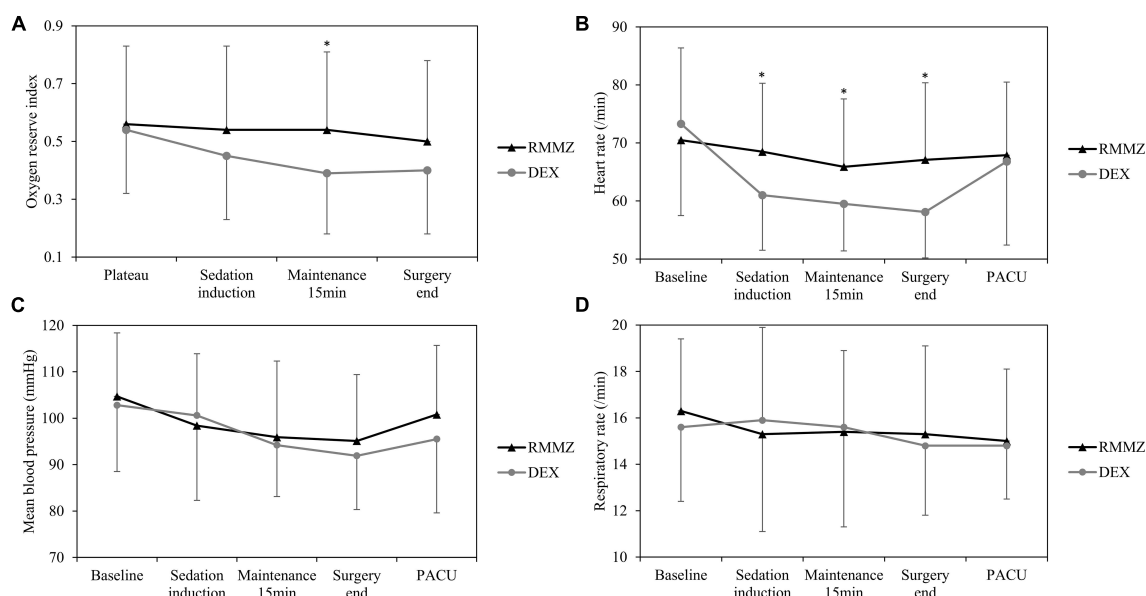 A
0.9
0.7
0.5
0.3
0.1
Oxygen reserve index
*
Plateau
Sedation
induction
Maintenance
15min
Surgery
end
RMMZ
DEX
B
90
80
70
60
50
Heart rate (/min)
*
*
*
Baseline
Sedation
induction
Maintenance
15min
Surgery
end
PACU
RMMZ
DEX
C
120
110
100
90
80
70
Mean blood pressure (mmHg)
Baseline
Sedation
induction
Maintenance
15min
Surgery
end
PACU
RMMZ
DEX
D
20
18
16
14
12
10
Respiratory rate (/min)
Baseline
Sedation
induction
Maintenance
15min
Surgery
end
PACU
RMMZ
DEX